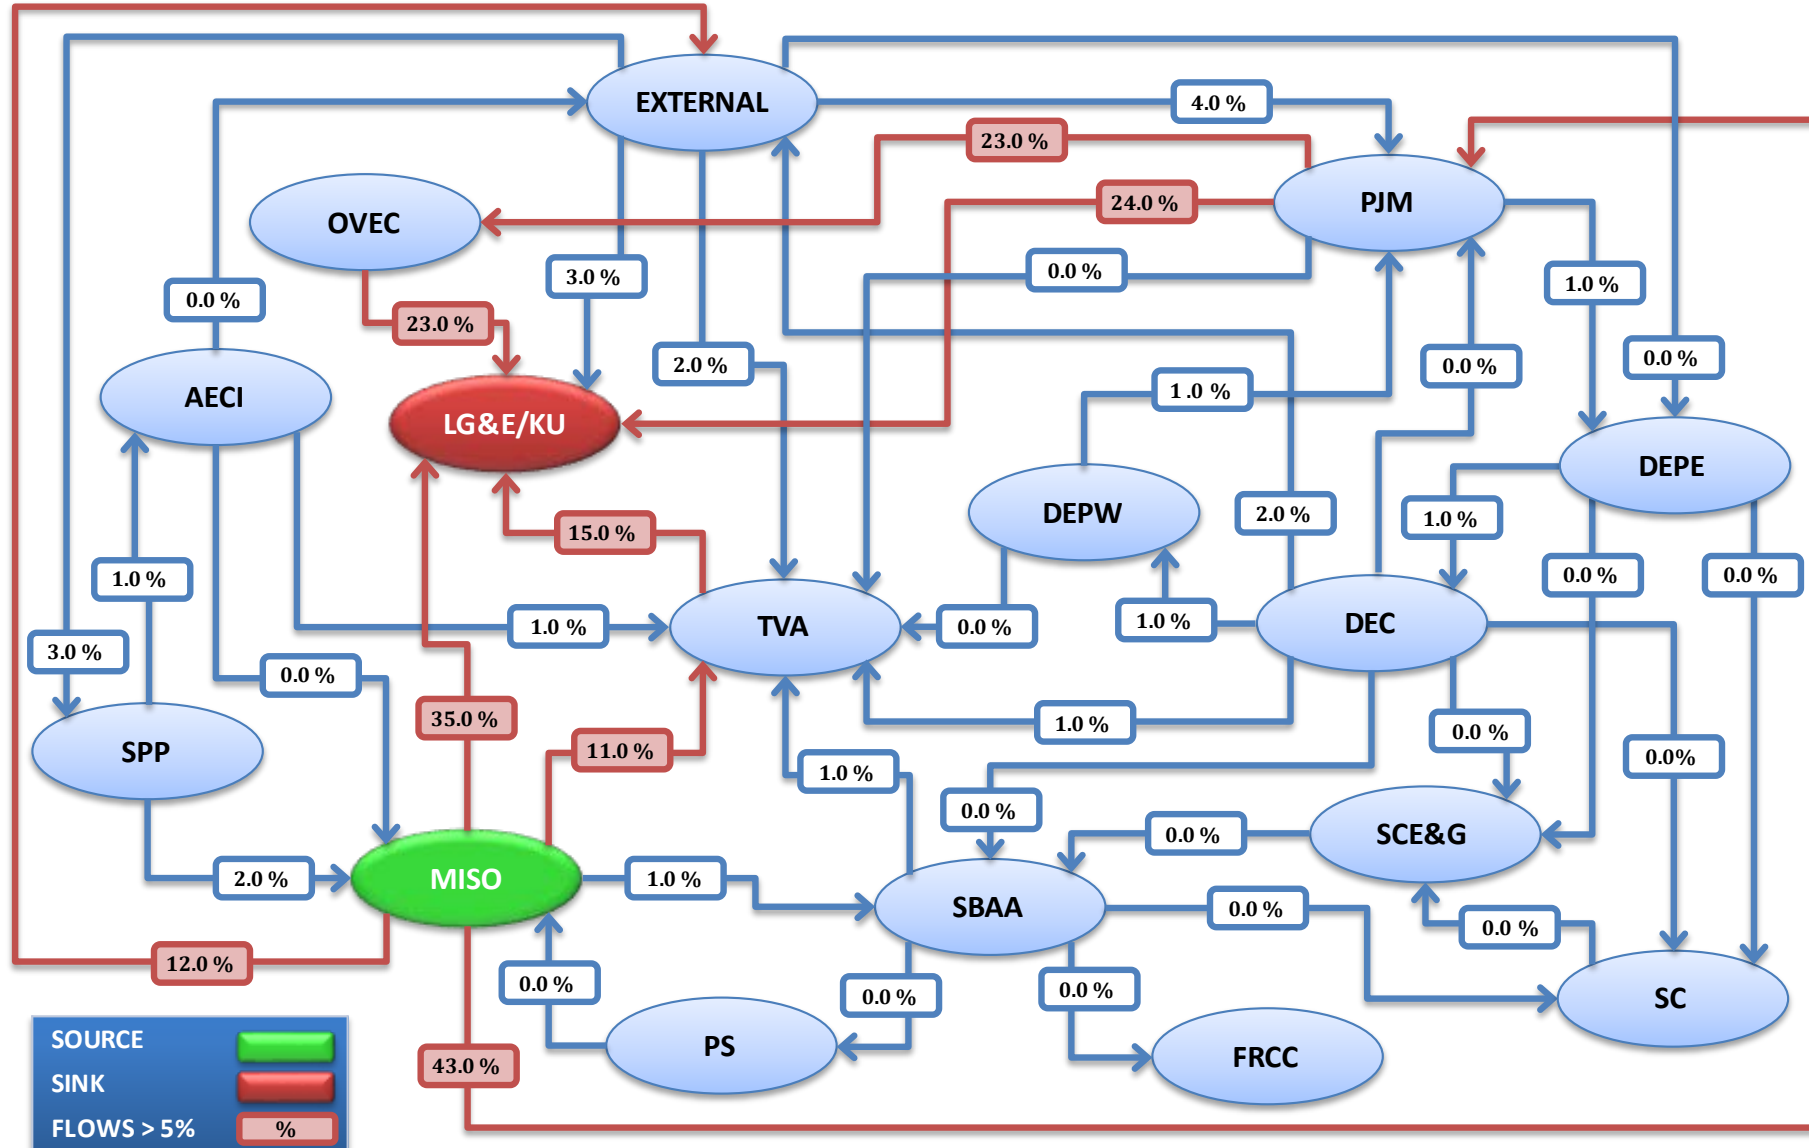 EXTERNAL
4.0 %
23.0 %
OVEC
24.0 %
PJM
0.0 %
3.0 %
0.0 %
1.0 %
23.0 %
2.0 %
0.0 %
0.0 %
AECI
1 .0 %
LG&E/KU
DEPE
DEPW
2.0 %
1.0 %
15.0 %
1.0 %
0.0 %
0.0 %
1.0 %
TVA
0.0 %
1.0 %
DEC
3.0 %
0.0 %
35.0 %
1.0 %
0.0 %
SPP
11.0 %
1.0 %
0.0%
0.0 %
0.0 %
SCE&G
2.0 %
MISO
1.0 %
SBAA
0.0 %
0.0 %
12.0 %
0.0 %
0.0 %
0.0 %
SC
SOURCE
PS
FRCC
43.0 %
SINK
FLOWS > 5%
%